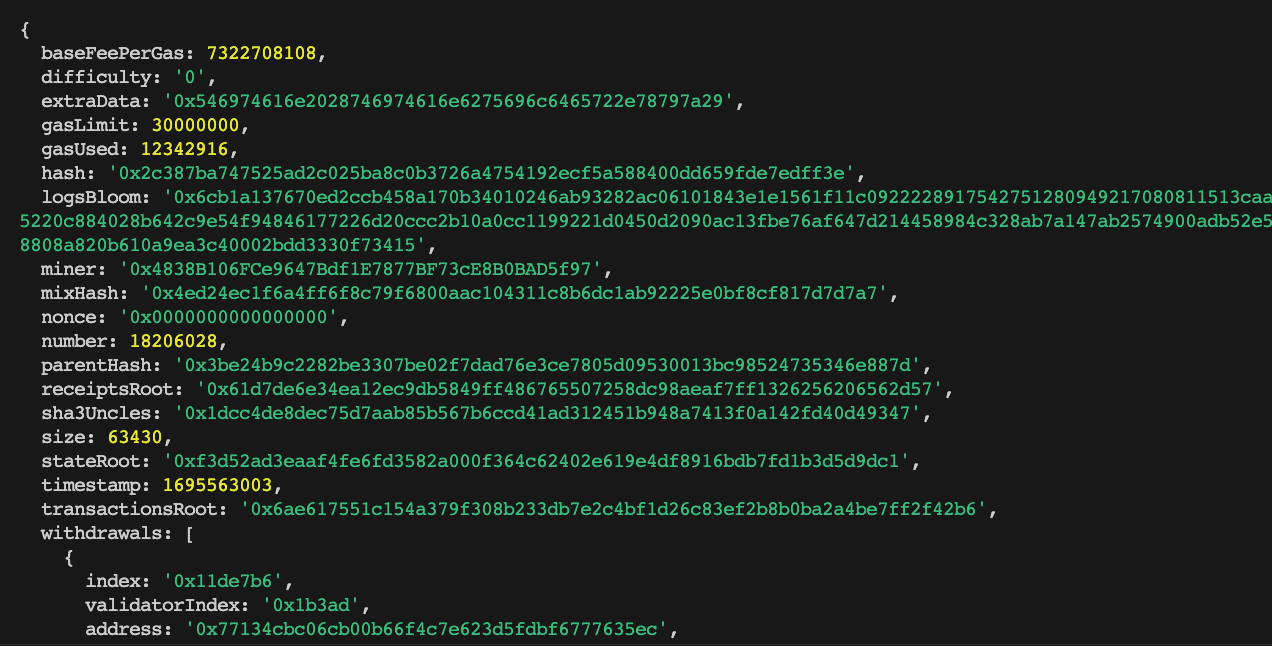 {
baseFeePerGas: 7322708108,
difficulty: '0',
extraData: '0x546974616e2028746974616e6275696c6465722e78797a29',
gasLimit: 30000000,
gasUsed: 12342916,
hash: '0x2c387ba747525ad2c025ba8c0b3726a4754192ecf5a588400dd659fde7edff3e',
logsBloom: '0x6cb1a137670ed2ccb458a170b34010246ab93282ac06101843e1e1561f11c092222891754275128094921708081​1513caa
5220c884028b642c9e54f94846177226d20ccc2b10a0cc1199221d0450d2090ac13fbe76af647d214458984c328ab7a147ab2574900adb52e5
8808a820b610a9ea3c40002bdd3330f73415',
miner: '0x4838B106FCe9647Bdf1E7877BF73cE8B0BAD5f97',
mixHash: '0x4ed24ec1f6a4ff6f8c79f6800aac104311c8b6dc1ab92225e0bf8cf817d7d7a7',
nonce: '0x0000000000000000',
number: 18206028,
parentHash: '0x3be24b9c2282be3307be02f7dad76e3ce7805d09530013bc98524735346e887d',
receiptsRoot: '0x61d7de6e34ea12ec9db5849ff486765507258dc98aeaf7ff1326256206562d57',
sha3Uncles: '0x1dcc4de8dec75d7aab85b567b6ccd41ad312451b948a7413f0a142fd40d49347',
size: 63430,
stateRoot: '0xf3d52ad3eaaf4fe6fd3582a000f364c62402e619e4df8916bdb7fd1b3d5d9dc1',
timestamp: 1695563003,
transactionsRoot: '0x6ae617551c154a379f308b233db7e2c4bf1d26c83ef2b8b0ba2a4be7ff2f42b6',
withdrawals: [
{
index: '0x11de7b6',
validatorIndex: '0x1b3ad',
address: '0x77134cbc06cb00b66f4c7e623d5fdbf6777635ec',